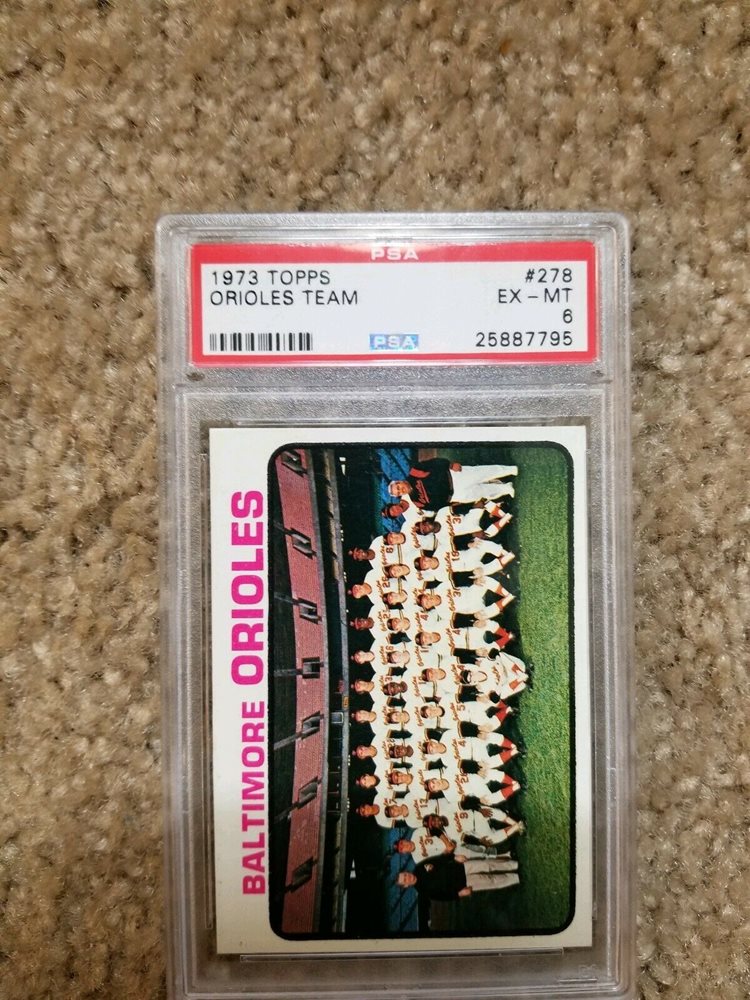 PSA
1973 TOPPS #278
ORIOLES TEAM EX - MT
6
PSA 25887795
BALTIMORE ORIOLES